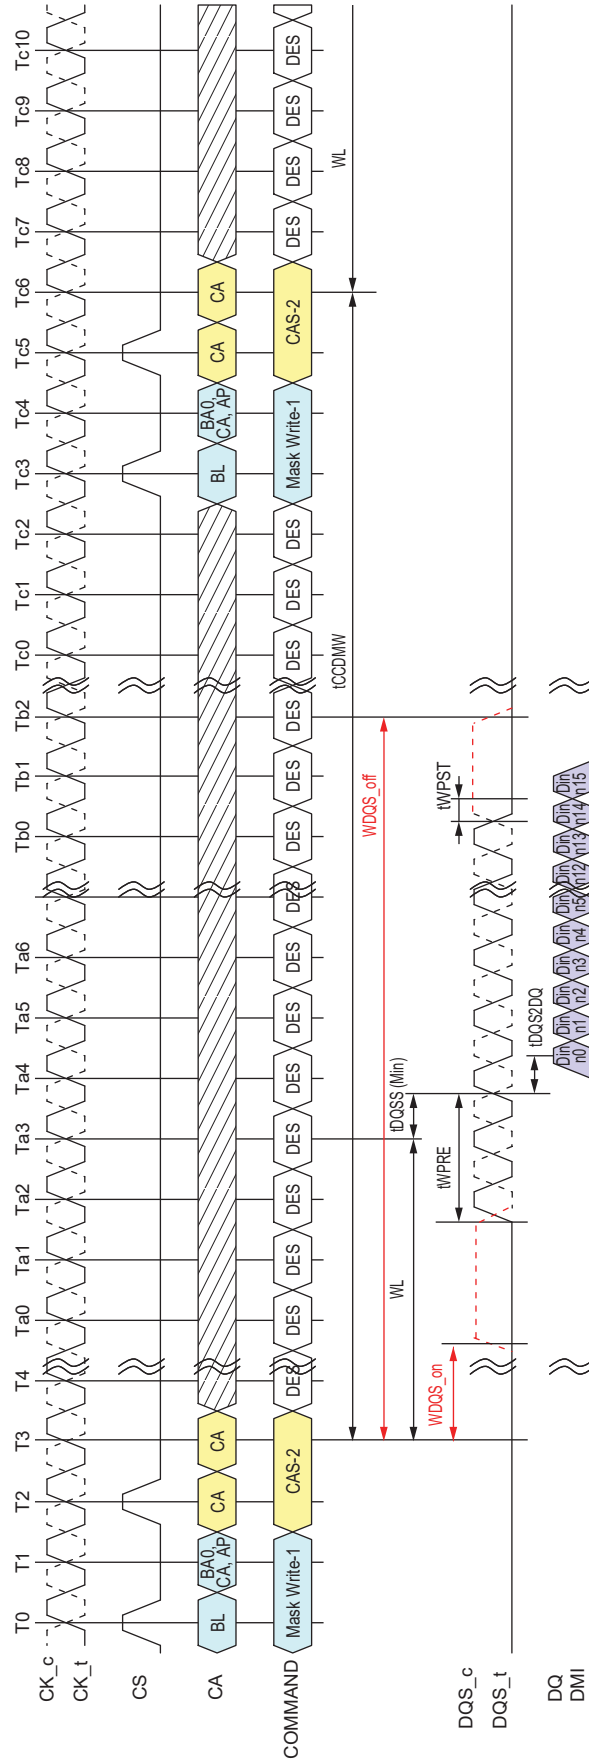 T0 T1 T2 T3 T4 Ta0 Ta1 Ta2 Ta3 Ta4 Ta5 Ta6 Tb0 Tb1 Tb2 Tc0 Tc1 Tc2 Tc3 Tc4 Tc5 Tc6 Tc7 Tc8 Tc9 Tc10
CK_c
CK_t
CS
CA BL BA0, CA, AP CA CA BL BA0, CA, AP CA CA
COMMAND Mask Write-1 CAS-2 DES DES DES DES DES DES DES DES DES DES DES DES DES DES DES Mask Write-1 CAS-2 DES DES DES DES
tCCDMW WL
WDQS_off
WL tDQSS (Min)
WDQS_on tWPRE tWPST
DQS_c
DQS_t
tDQS2DQ
DQ Din Din Din Din Din Din Din Din Din Din
DMI n0 n1 n2 n3 n4 n5 n12 n13 n14 n15